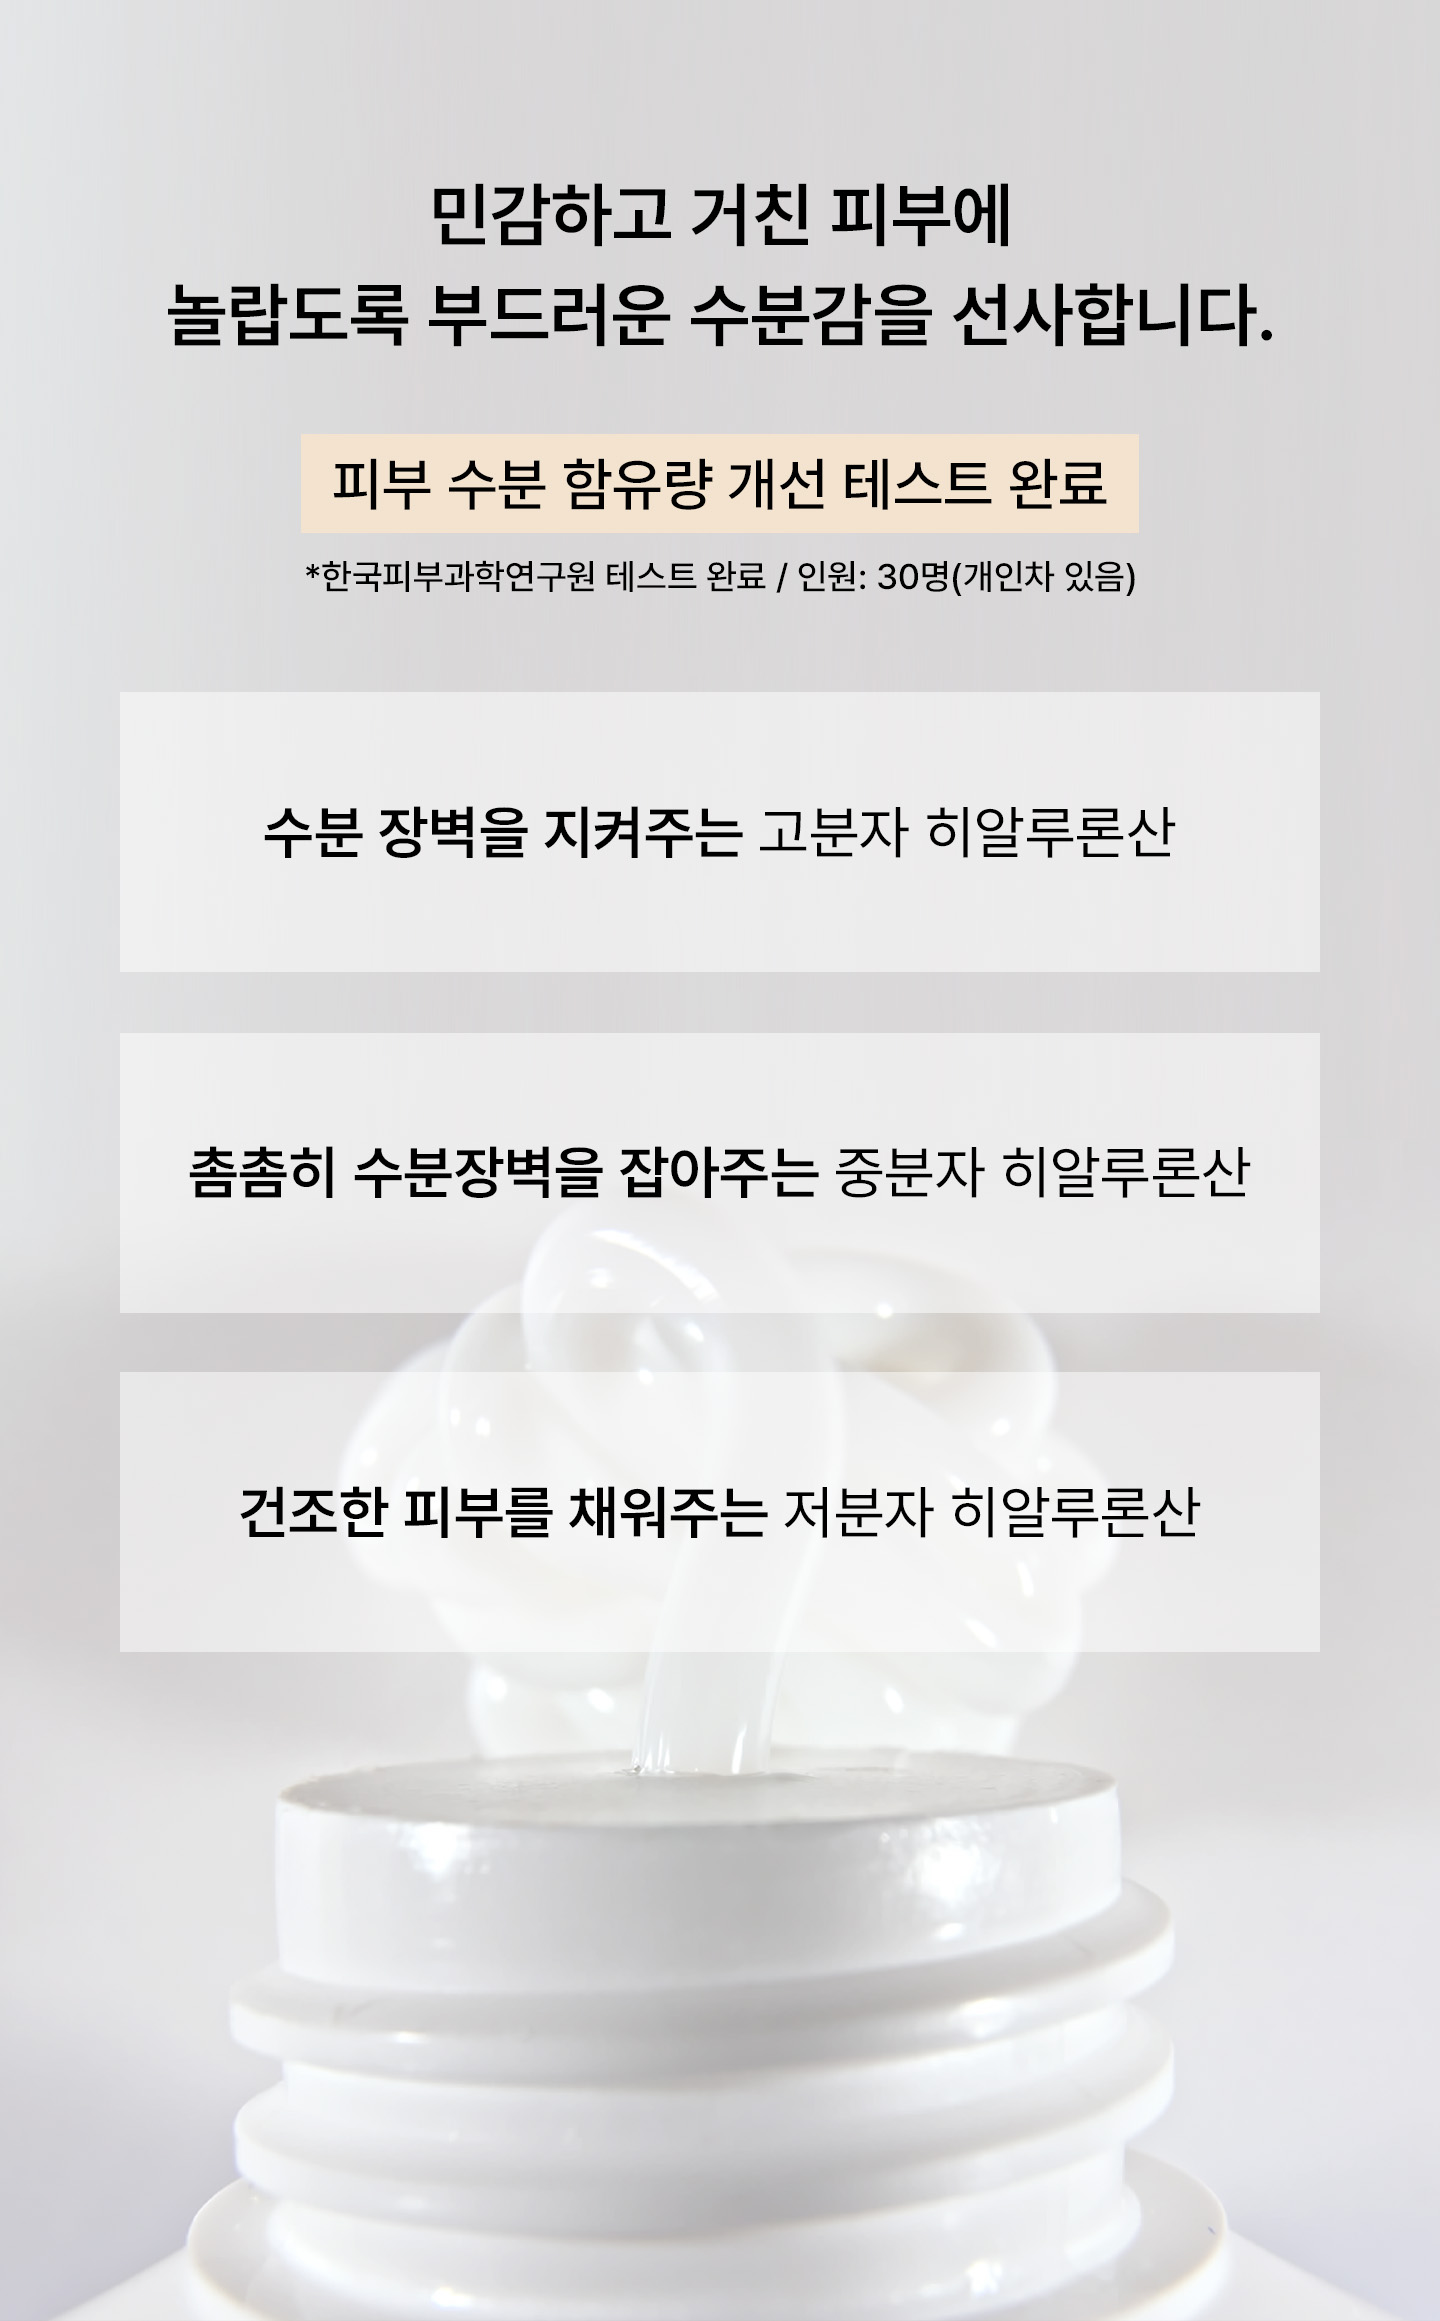 민감하고 거친 피부에
놀랍도록 부드러운 수분감을 선사합니다.
피부 수분 함유량 개선 테스트 완료
*한국피부과학연구원 테스트 완료 / 인원: 30명(개인차 있음)
수분 장벽을 지켜주는 고분자 히알루론산
촘촘히 수분장벽을 잡아주는 중분자 히알루론산
건조한 피부를 채워주는 저분자 히알루론산